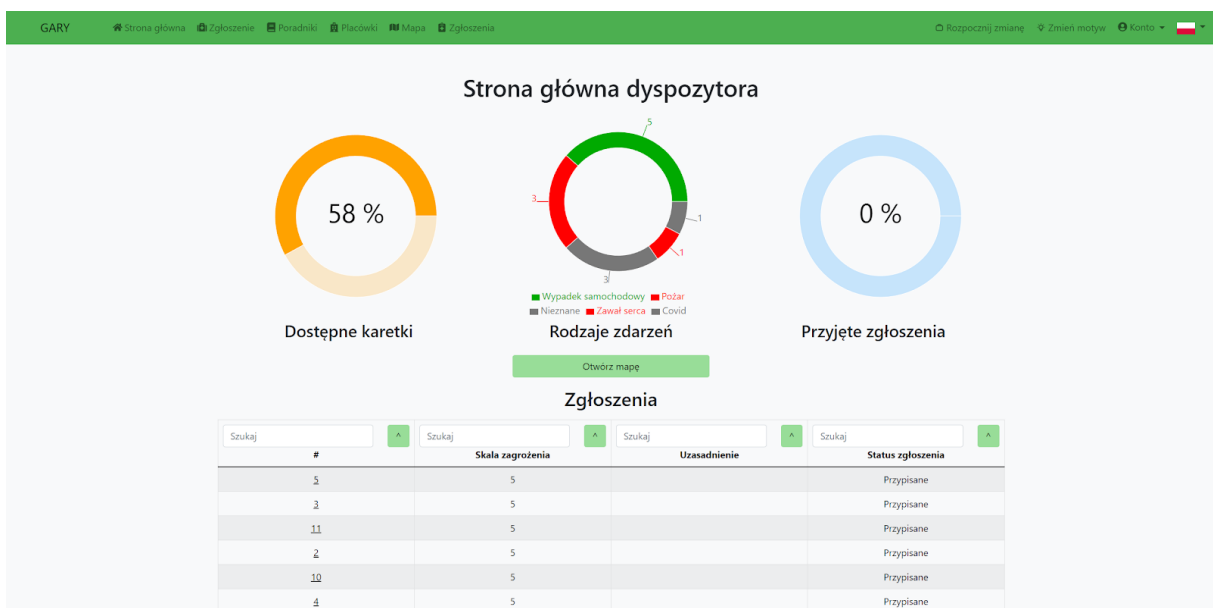 GARY Strona główna Zgłoszenie Poradniki Placówki Mapa Zgłoszenia Rozpocznij zmianę Zmień motyw Konto
Strona główna dyspozytora
5
3
58 %
0 %
1
1
3
Wypadek samochodowy Pożar
Nieznane Zawał serca Covid
Dostępne karetki Rodzaje zdarzeń Przyjęte zgłoszenia
Otwórz mapę
Zgłoszenia
Szukaj ^ Szukaj ^ Szukaj ^ Szukaj ^
# Skala zagrożenia Uzasadnienie Status zgłoszenia
5 5 Przypisane
3 5 Przypisane
11 5 Przypisane
2 5 Przypisane
10 5 Przypisane
4 5 Przypisane